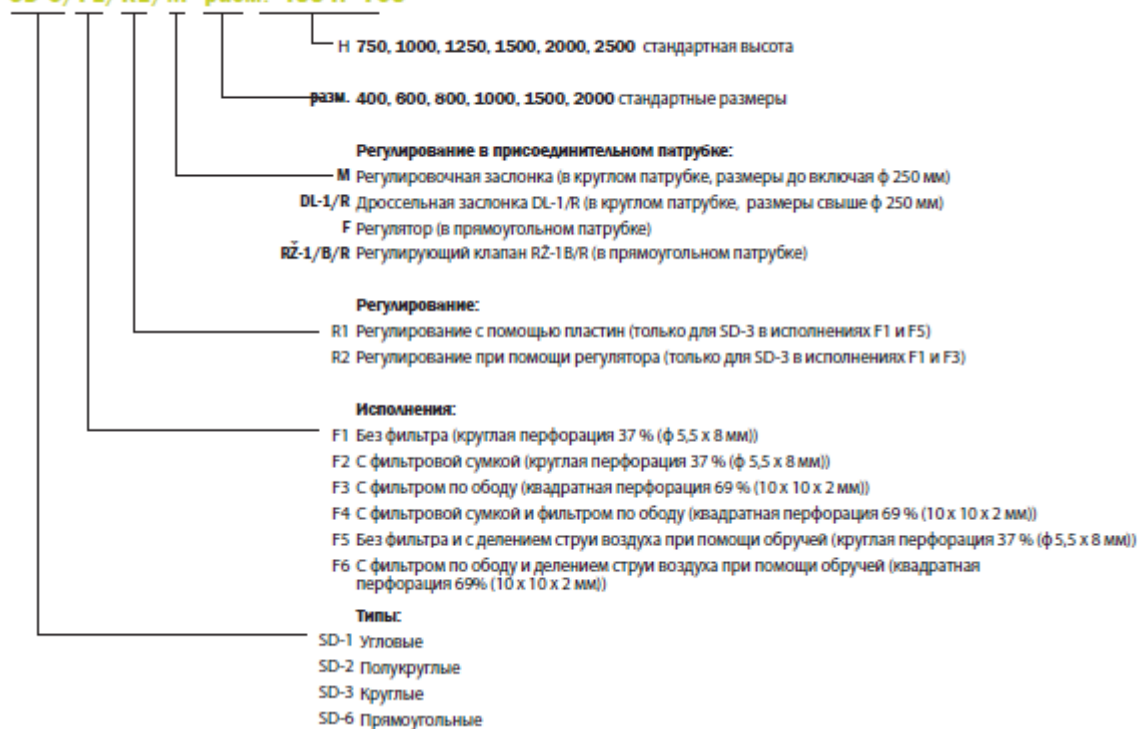 H 750, 1000, 1250, 1500, 2000, 2500 стандартная высота
разм. 400, 600, 800, 1000, 1500, 2000 стандартные размеры
Регулирование в присоединительном патрубке:
M Регулировочная заслонка (в круглом патрубке, размеры до включая ф 250 мм)
DL-1/R Дроссельная заслонка DL-1/R (в круглом патрубке, размеры свыше ф 250 мм)
F Регулятор (в прямоугольном патрубке)
RŽ-1/B/R Регулирующий клапан RŽ-1B/R (в прямоугольном патрубке)
Регулирование:
R1 Регулирование с помощью пластин (только для SD-3 в исполнениях F1 и F5)
R2 Регулирование при помощи регулятора (только для SD-3 в исполнениях F1 и F3)
Исполнения:
F1 Без фильтра (круглая перфорация 37 % (ф 5,5 x 8 мм))
F2 С фильтровой сумкой (круглая перфорация 37 % (ф 5,5 x 8 мм))
F3 С фильтром по ободу (квадратная перфорация 69 % (10 x 10 x 2 мм))
F4 С фильтровой сумкой и фильтром по ободу (квадратная перфорация 69 % (10 x 10 x 2 мм))
F5 Без фильтра и с делением струи воздуха при помощи обручей (круглая перфорация 37 % (ф 5,5 x 8 мм))
F6 С фильтром по ободу и делением струи воздуха при помощи обручей (квадратная
перфорация 69% (10 x 10 x 2 мм))
Типы:
SD-1 Угловые
SD-2 Полукруглые
SD-3 Круглые
SD-6 Прямоугольные